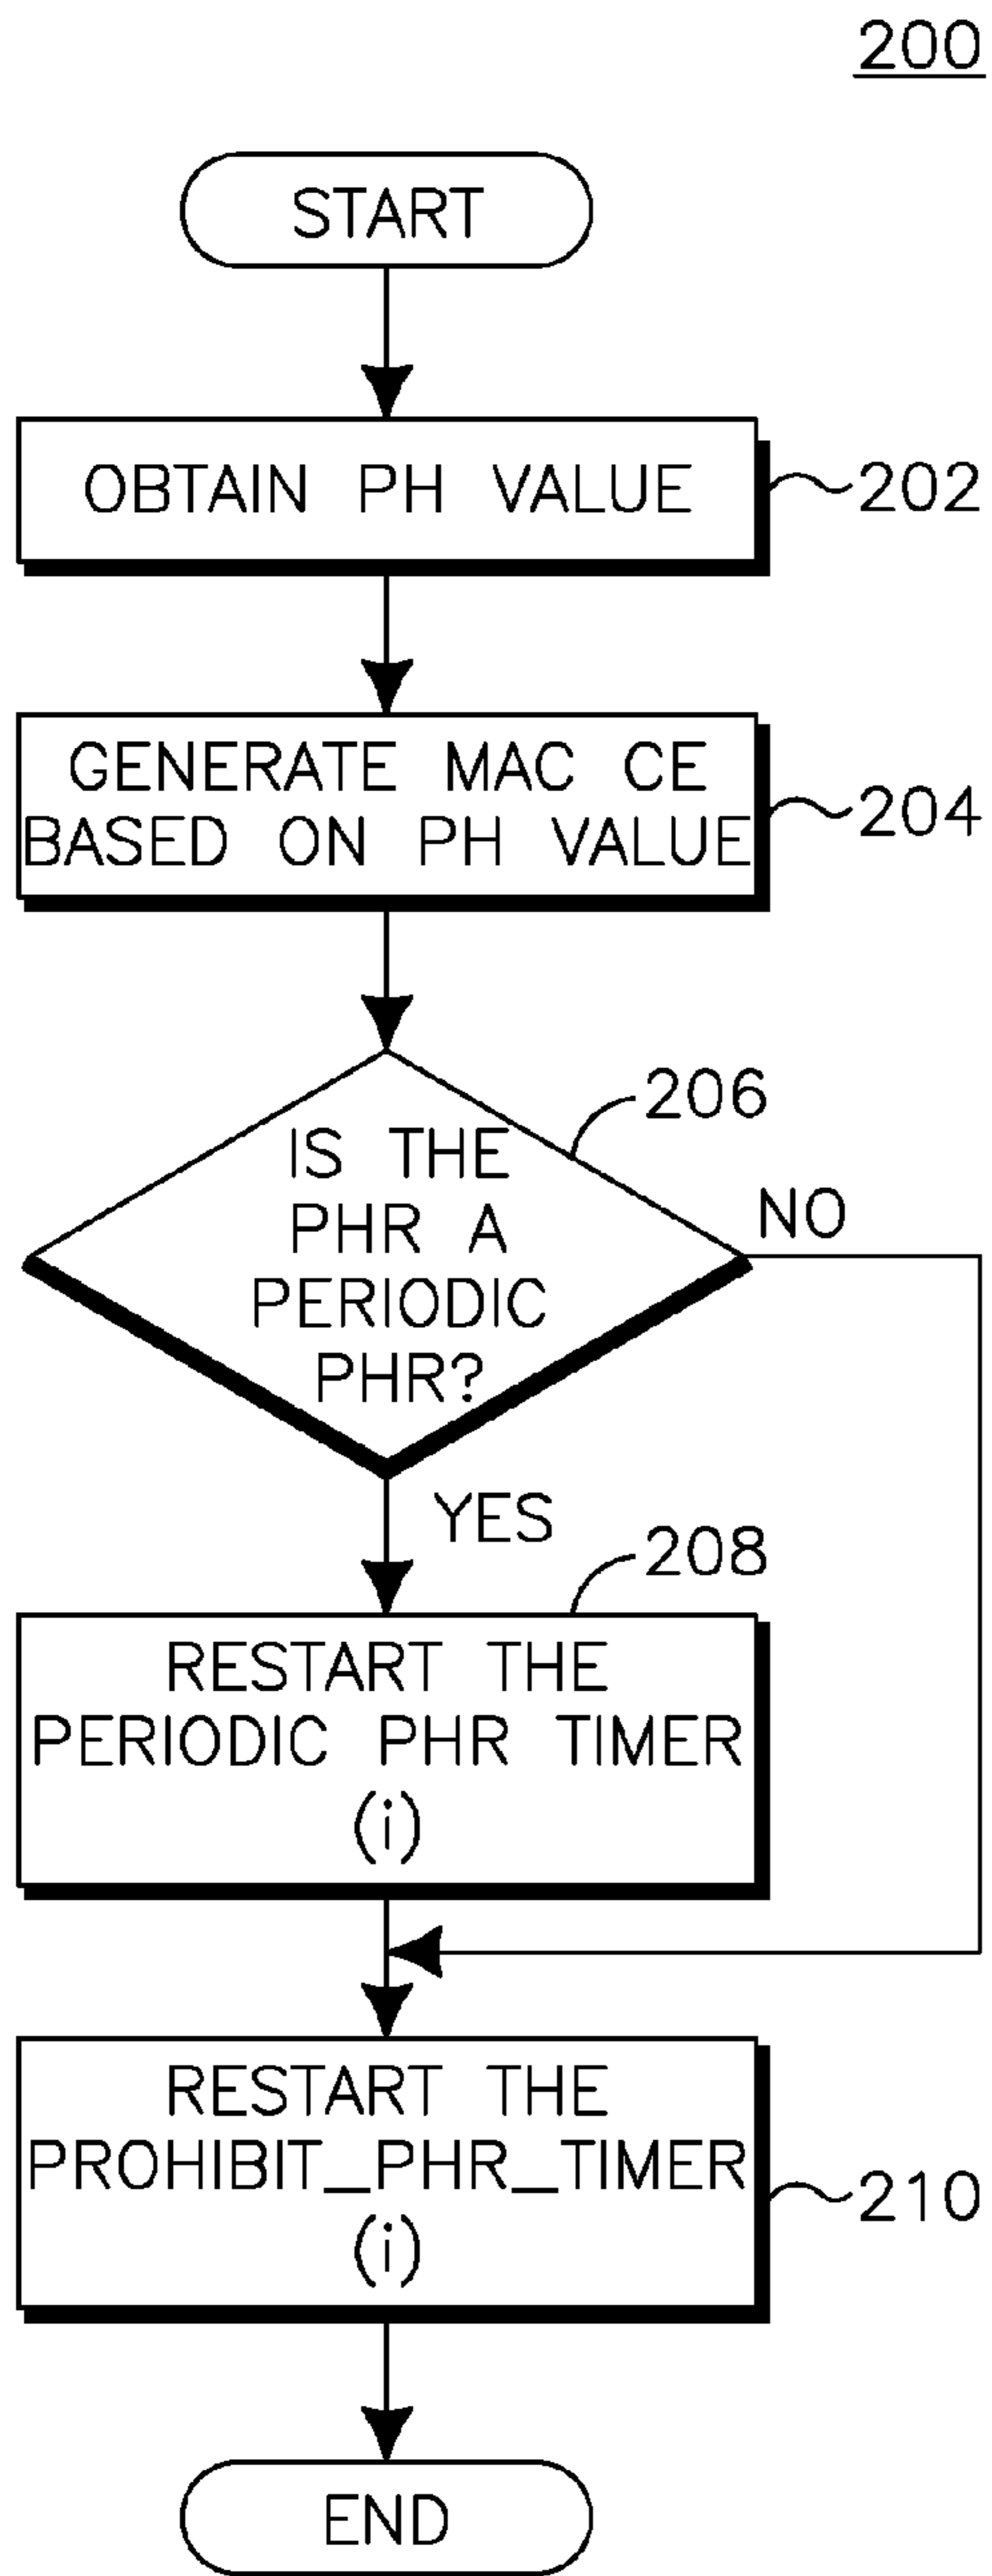 200
START
OBTAIN PH VALUE
202
GENERATE MAC CE
BASED ON PH VALUE
204
206
IS THE
PHR A
PERIODIC
PHR?
NO
YES
208
RESTART THE
PERIODIC PHR TIMER
(i)
RESTART THE
PROHIBIT_PHR_TIMER
(i)
210
END